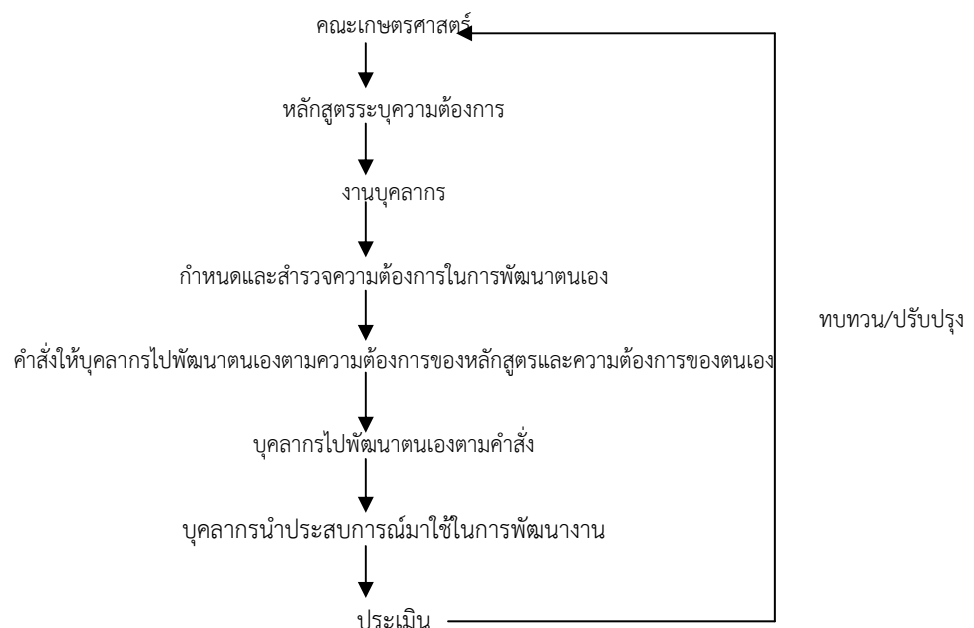 คณะเกษตรศาสตร์
หลักสูตรระบุความต้องการ
งานบุคลากร
กำหนดและสำรวจความต้องการในการพัฒนาตนเอง
ทบทวน/ปรับปรุง
คำสั่งให้บุคลากรไปพัฒนาตนเองตามความต้องการของหลักสูตรและความต้องการของตนเอง
บุคลากรไปพัฒนาตนเองตามคำสั่ง
บุคลากรนำประสบการณ์มาใช้ในการพัฒนางาน
ประเมิน